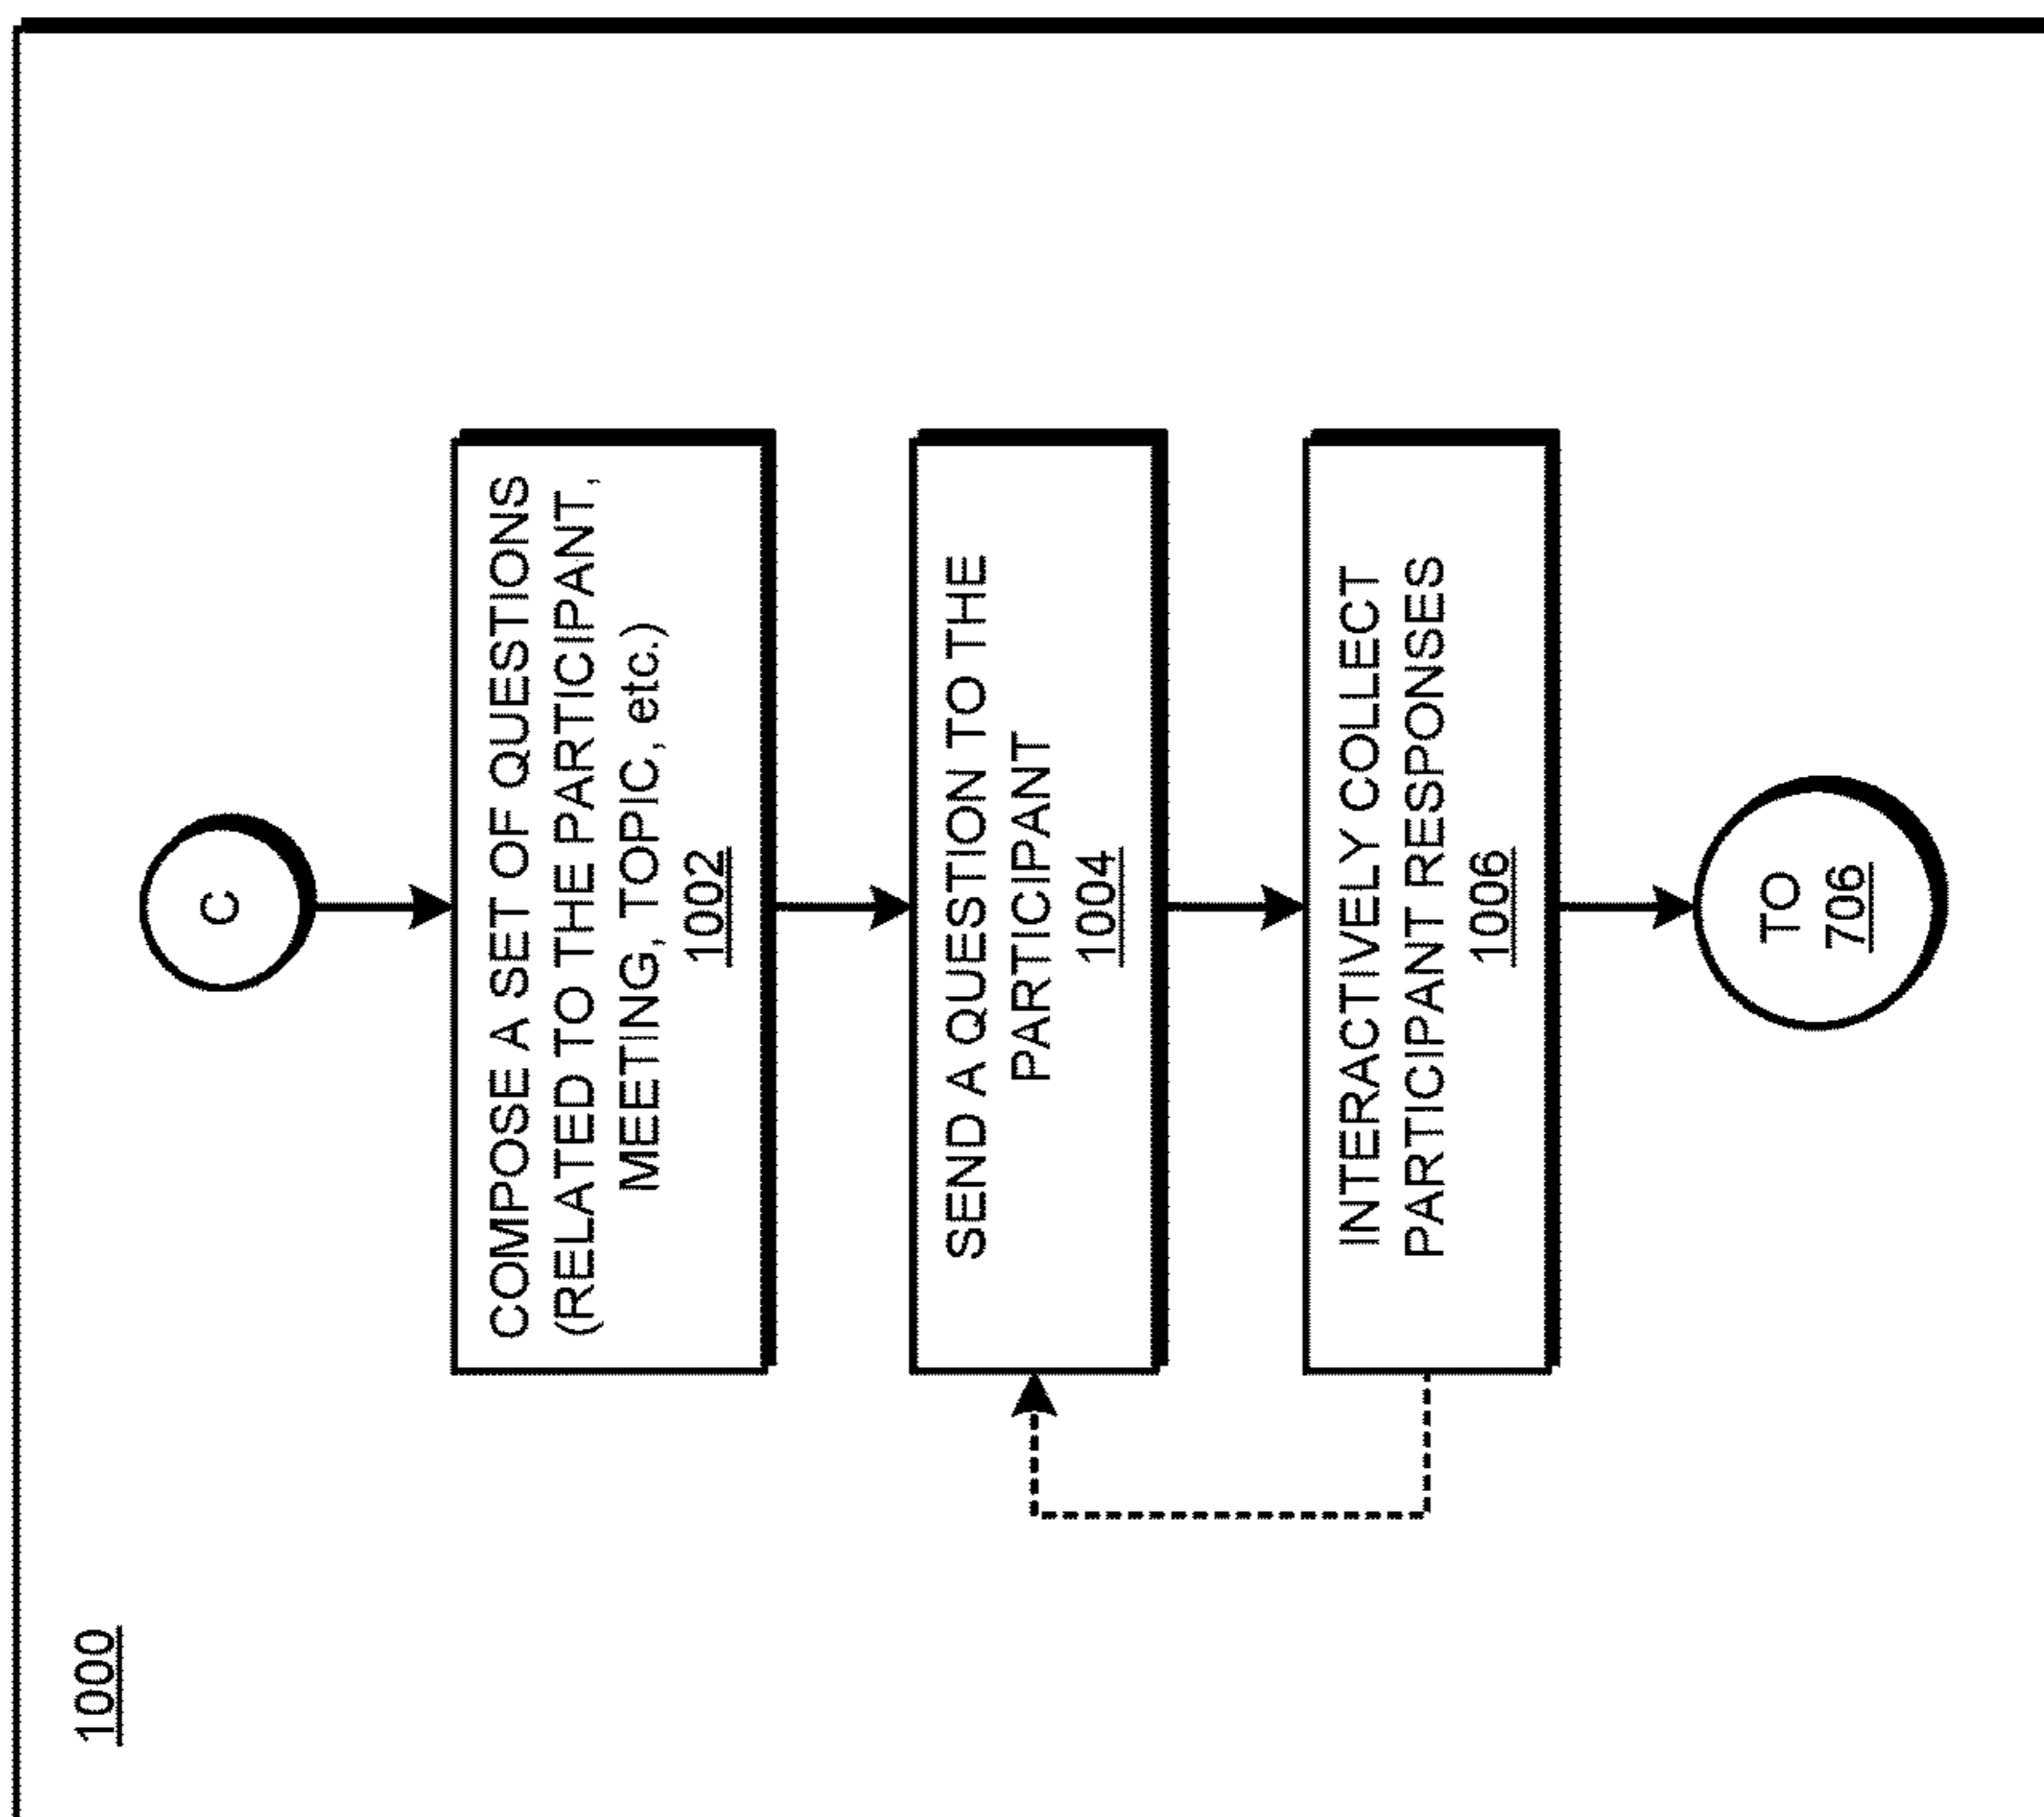 1000
C
COMPOSE A SET OF QUESTIONS
(RELATED TO THE PARTICIPANT,
MEETING, TOPIC, etc.)
1002
SEND A QUESTION TO THE
PARTICIPANT
1004
INTERACTIVELY COLLECT
PARTICIPANT RESPONSES
1006
TO
706